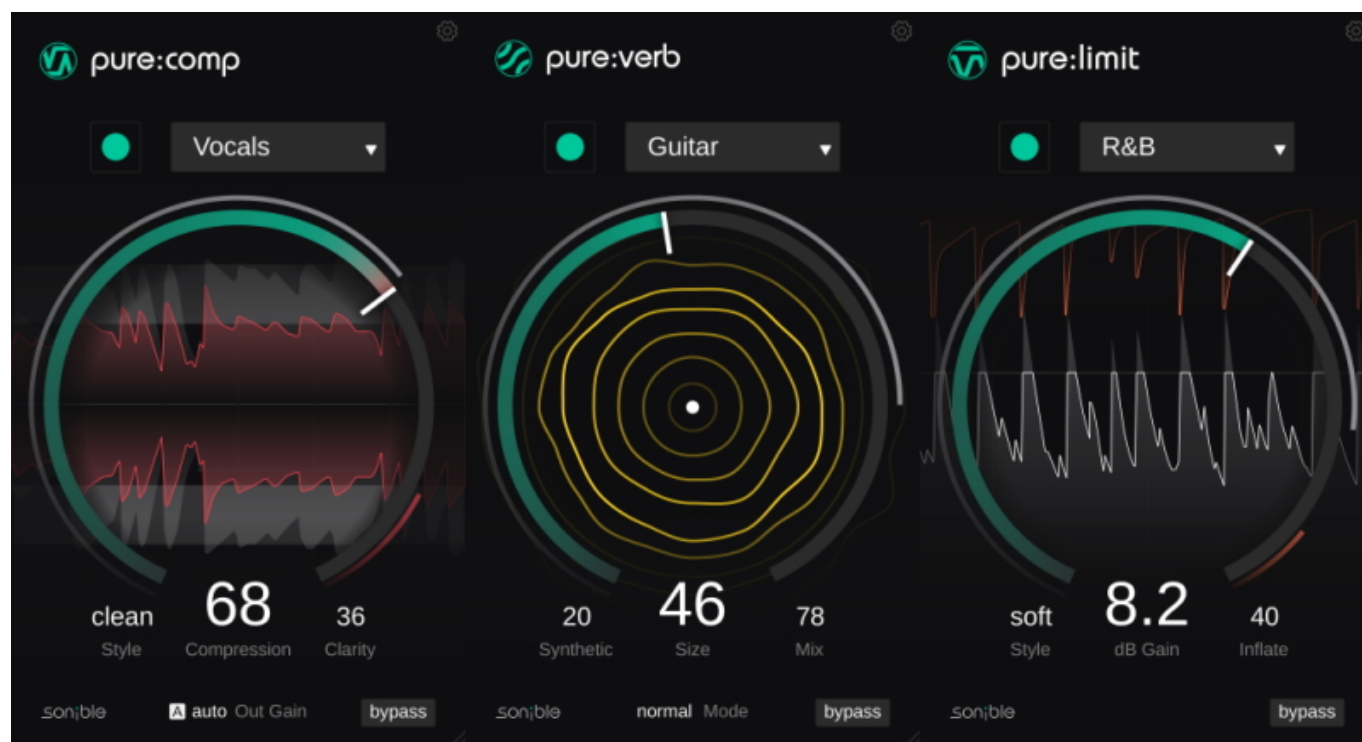 pure:comp
Vocals
clean 68 36
Style Compression Clarity
sonible A auto Out Gain bypass
pure:verb
Guitar
20 46 78
Synthetic Size Mix
sonible normal Mode bypass
pure:limit
R&B
soft 8.2 40
Style dB Gain Inflate
sonible bypass